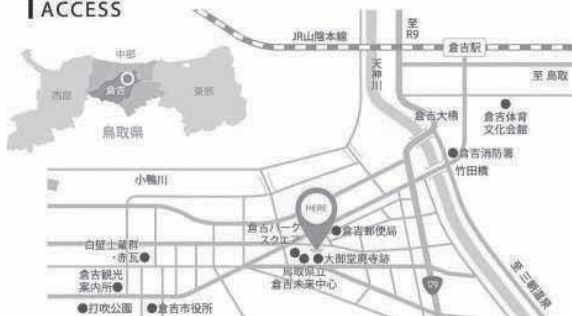 ACCESS
中部
西部
倉吉
東部
鳥取県
JR山陰本線
至
R9
倉吉駅
天神川
至 鳥取
倉吉大橋
倉吉体育
文化会館
倉吉消防署
竹田橋
小鴨川
HERE
倉吉パーク
スクエア
倉吉郵便局
白壁土蔵群
・赤瓦
大御堂廃寺跡
鳥取県立
倉吉未来中心
倉吉観光
案内所
179
至 三朝温泉
打吹公園
倉吉市役所